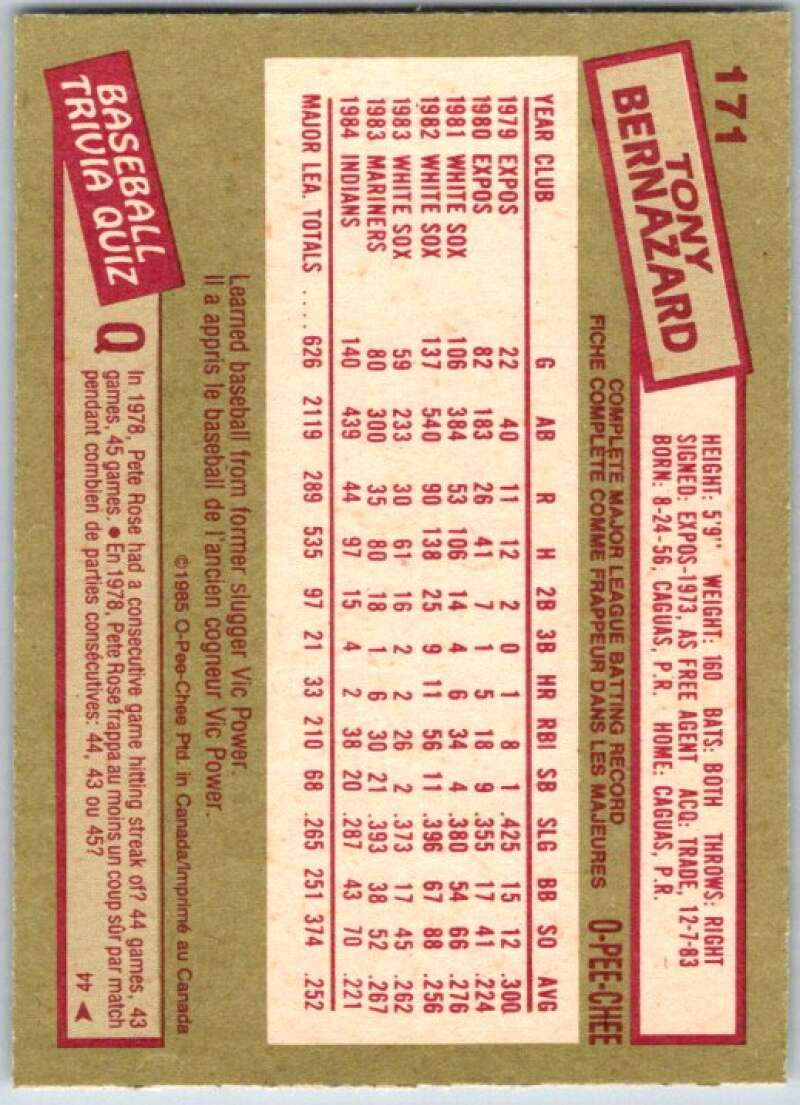 171
TONY
BERNAZARD
HEIGHT: 5'9" WEIGHT: 160 BATS: BOTH THROWS: RIGHT
SIGNED: EXPOS-1973, AS FREE AGENT ACQ: TRADE, 12-7-83
BORN: 8-24-56, CAGUAS, P.R. HOME: CAGUAS, P.R.
COMPLETE MAJOR LEAGUE BATTING RECORD
FICHE COMPLETE COMME FRAPPEUR DANS LES MAJEURES O-PEE-CHEE
YEAR CLUB G AB R H 2B 3B HR RBI SB SLG BB SO AVG
1979 EXPOS 22 40 11 12 2 0 1 8 1 .425 15 12 .300
1980 EXPOS 82 183 26 41 7 1 5 18 9 .355 17 41 .224
1981 WHITE SOX 106 384 53 106 14 4 6 34 4 .380 54 66 .276
1982 WHITE SOX 137 540 90 138 25 9 11 56 11 .396 67 88 .256
1983 WHITE SOX 59 233 30 61 16 2 2 26 2 .373 17 45 .262
1983 MARINERS 80 300 35 80 18 1 6 30 21 .393 38 52 .267
1984 INDIANS 140 439 44 97 15 4 2 38 20 .287 43 70 .221
MAJOR LEA. TOTALS .... 626 2119 289 535 97 21 33 210 68 .265 251 374 .252
Learned baseball from former slugger Vic Power.
Il a appris le baseball de l'ancien cogneur Vic Power.
©1985 O-Pee-Chee Ptd. in Canada/Imprimé au Canada
BASEBALL
TRIVIA QUIZ
Q In 1978, Pete Rose had a consecutive game hitting streak of? 44 games, 43
games, 45 games. ● En 1978, Pete Rose frappa au moins un coup sûr par match
pendant combien de parties consécutives: 44, 43 ou 45?
44